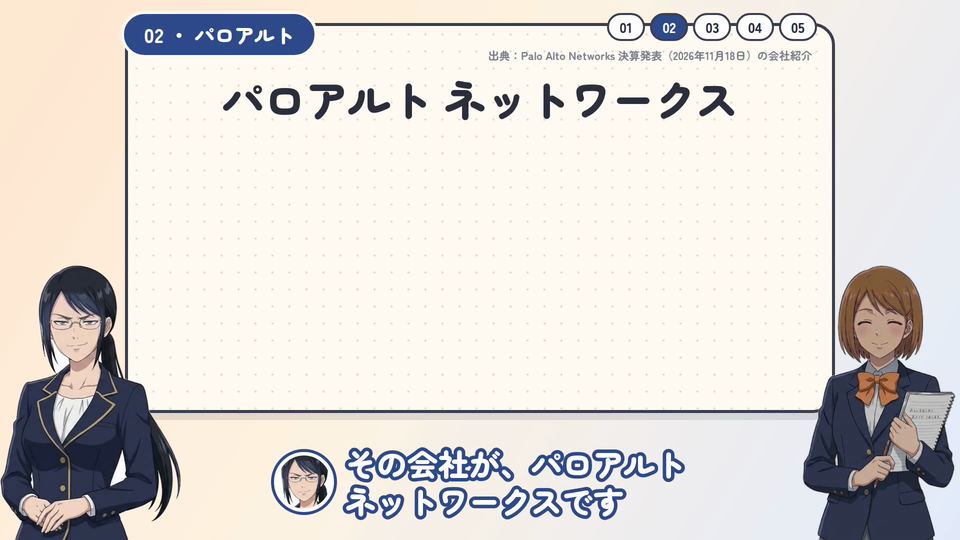 02 ・ パロアルト
01 02 03 04 05
出典：Palo Alto Networks 決算発表（2026年11月18日）の会社紹介
パロアルト ネットワークス
その会社が、パロアルト
ネットワークスです